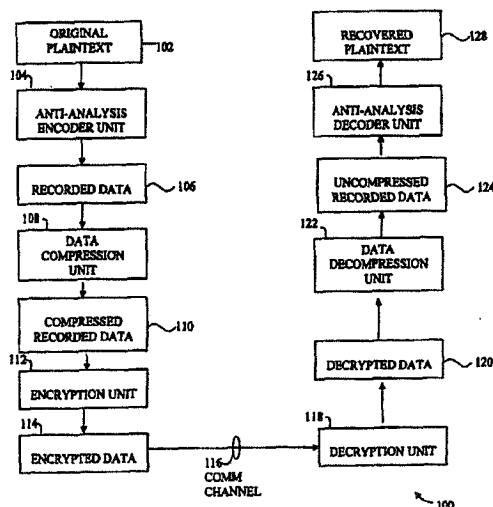 ORIGINAL
PLAINTEXT
102
104
ANTI-ANALYSIS
ENCODER UNIT
RECORDED DATA
106
108
DATA
COMPRESSION
UNIT
COMPRESSED
RECORDED DATA
110
112
ENCRYPTION UNIT
114
ENCRYPTED DATA
116
COMM
CHANNEL
RECOVERED
PLAINTEXT
128
126
ANTI-ANALYSIS
DECODER UNIT
UNCOMPRESSED
RECORDED DATA
124
122
DATA
DECOMPRESSION
UNIT
DECRYPTED DATA
120
118
DECRYPTION UNIT
100